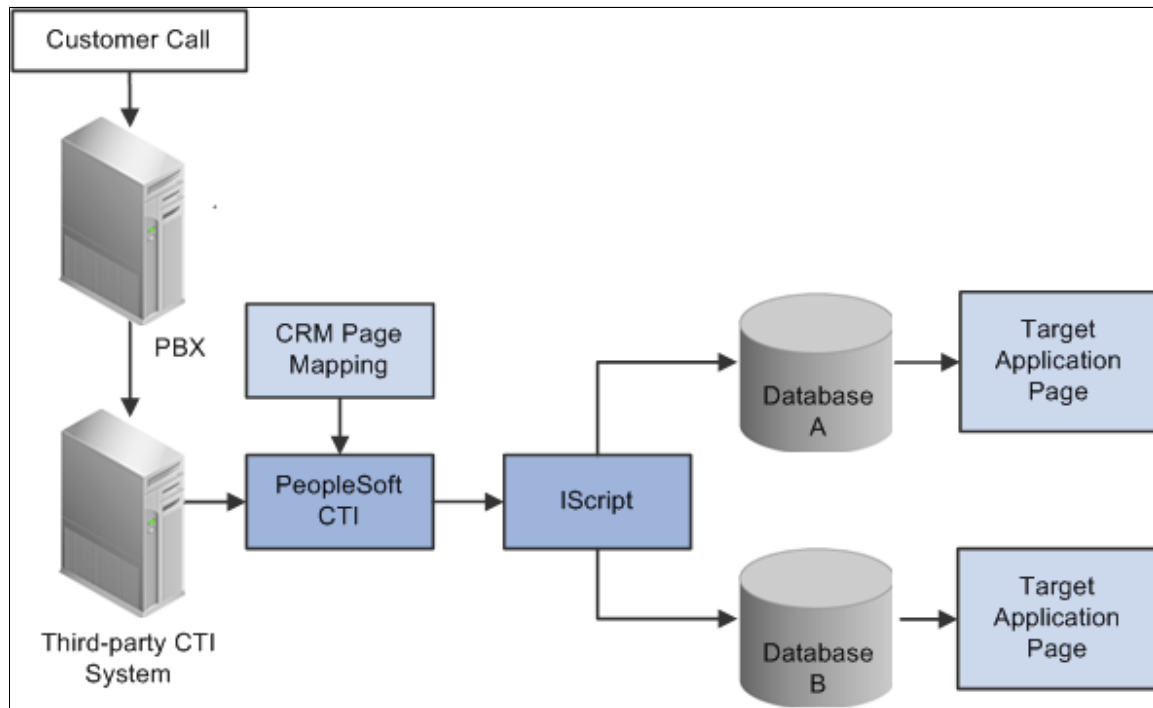 Customer Call
PBX
CRM Page
Mapping
Third-party CTI
System
PeopleSoft
CTI
IScript
Database
A
Target
Application
Page
Database
B
Target
Application
Page